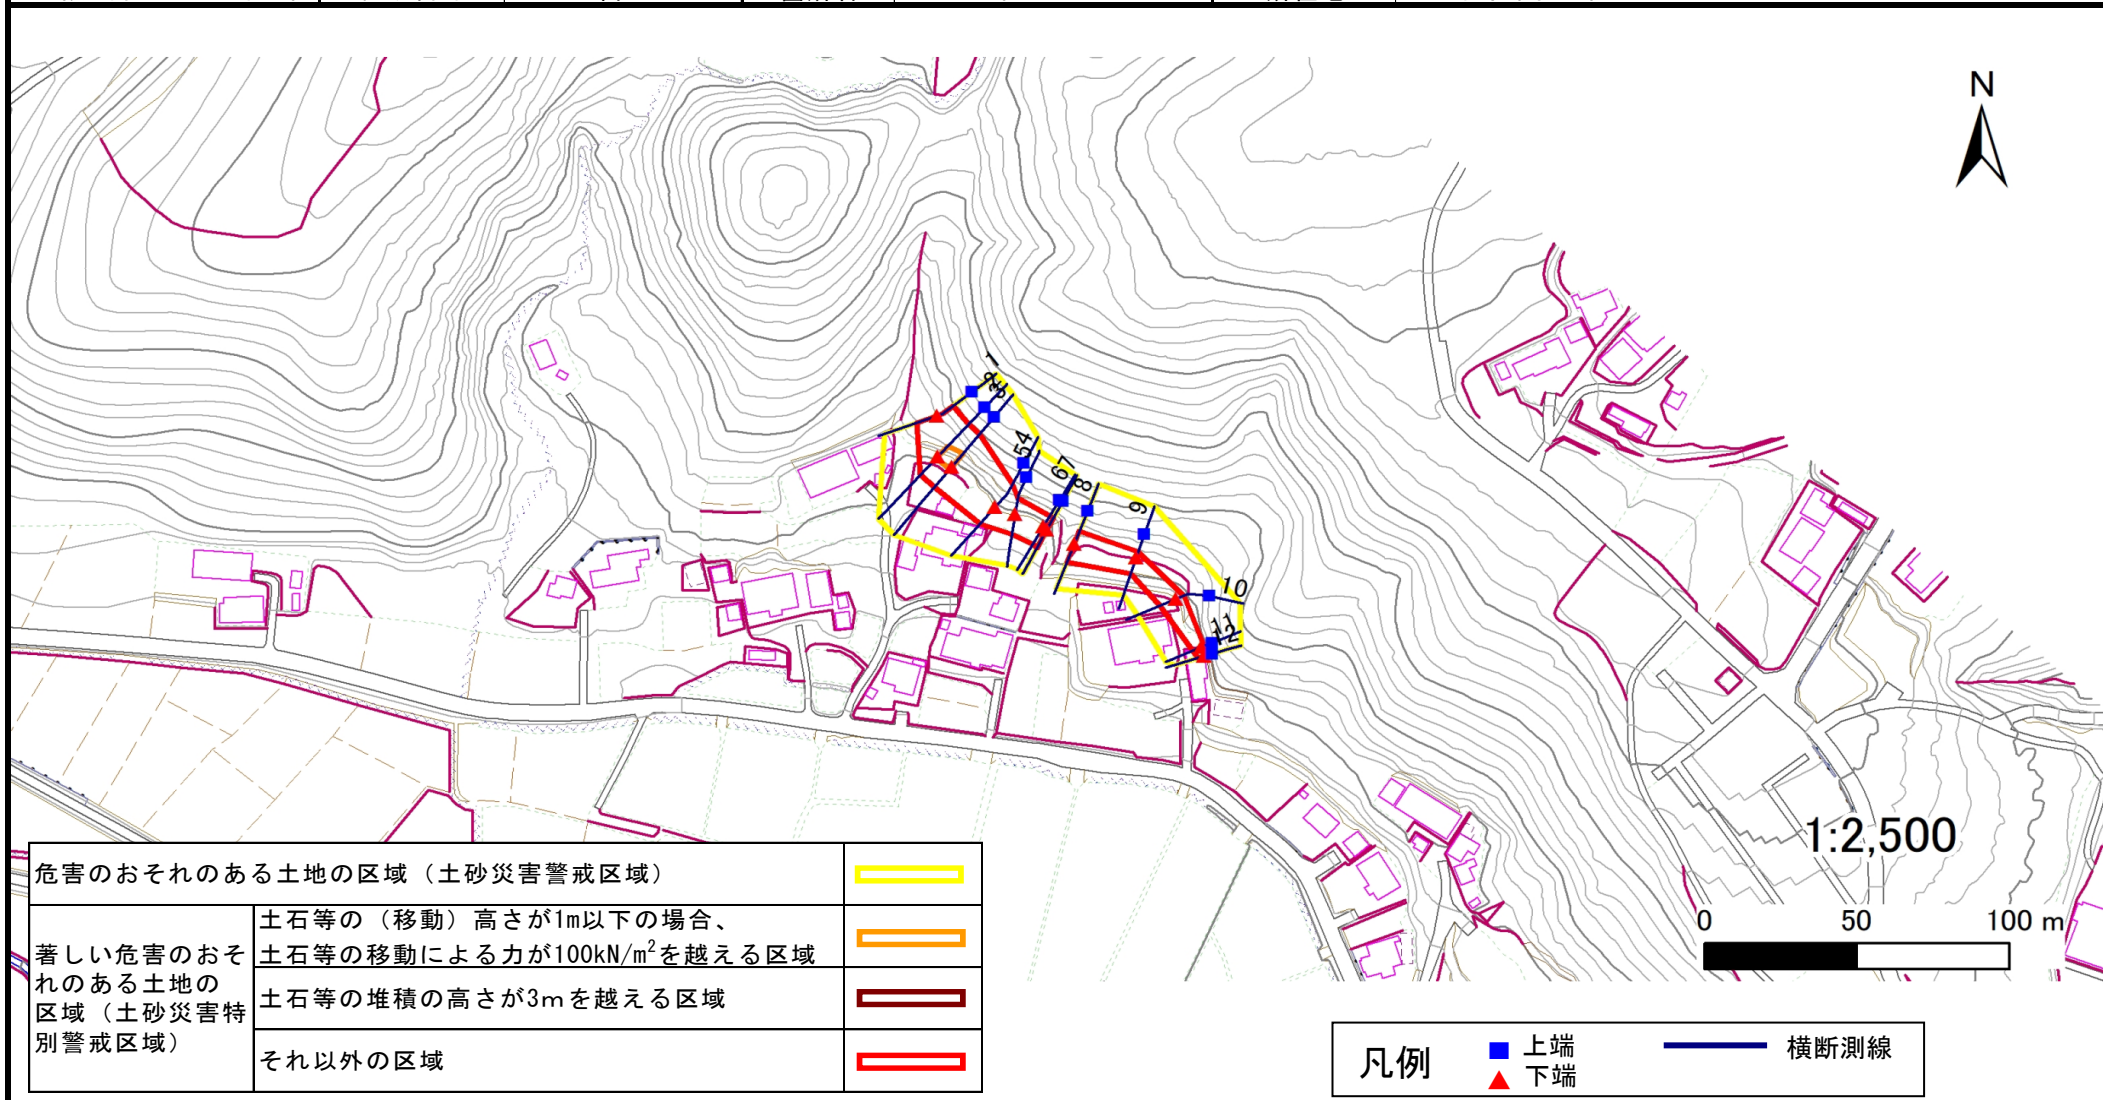 N
1
2
3
5 4
6 7
8
9
10
11
12
1:2,500
0 50 100 m
危害のおそれのある土地の区域（土砂災害警戒区域）
著しい危害のおそ
れのある土地の
区域（土砂災害特
別警戒区域）
土石等の（移動）高さが1m以下の場合、
土石等の移動による力が100kN/m²を越える区域
土石等の堆積の高さが3mを越える区域
それ以外の区域
凡例
上端
下端
横断測線